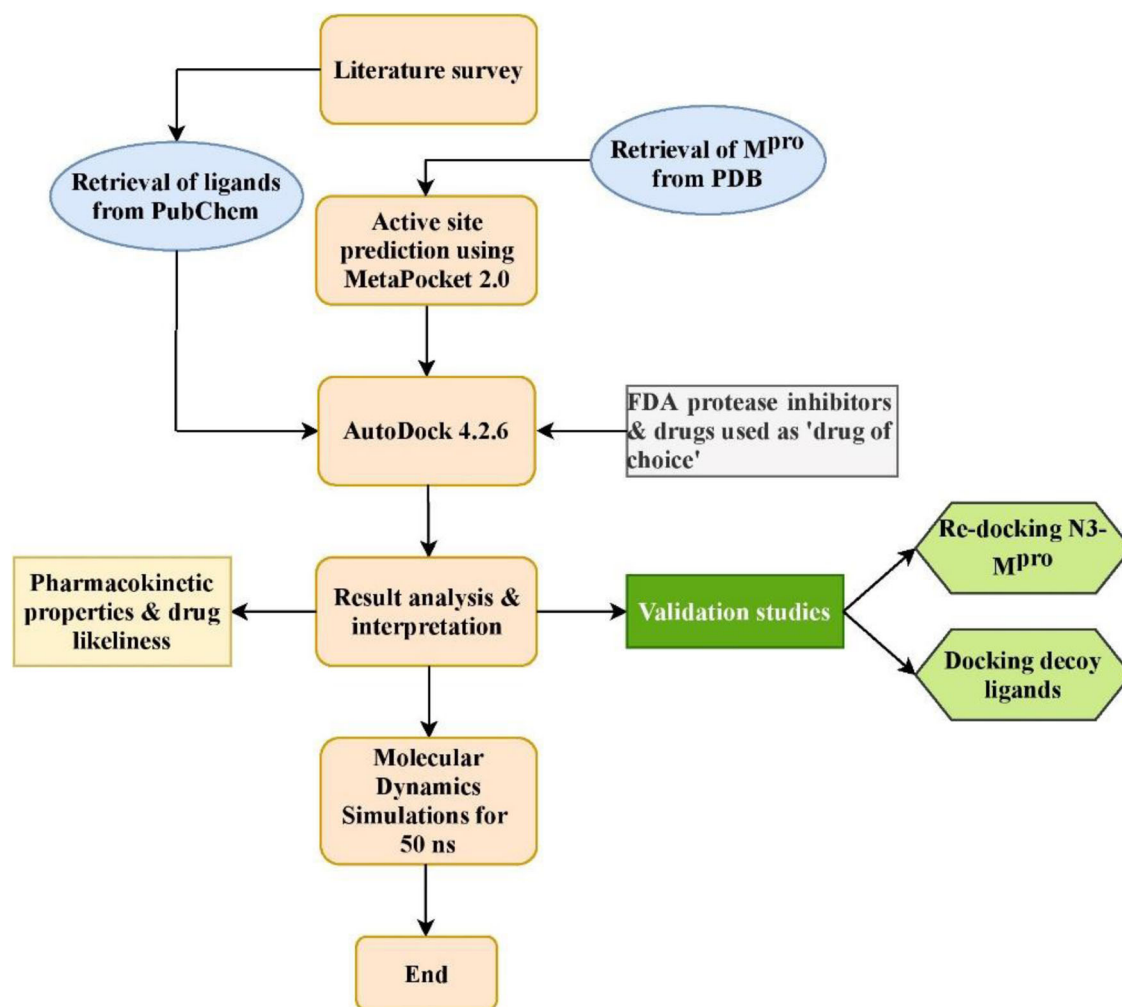 Literature survey
Retrieval of M^pro
from PDB
Retrieval of ligands
from PubChem
Active site
prediction using
MetaPocket 2.0
AutoDock 4.2.6
FDA protease inhibitors
& drugs used as 'drug of
choice'
Re-docking N3-
M^pro
Pharmacokinetic
properties & drug
likeliness
Result analysis &
interpretation
Validation studies
Docking decoy
ligands
Molecular
Dynamics
Simulations for
50 ns
End